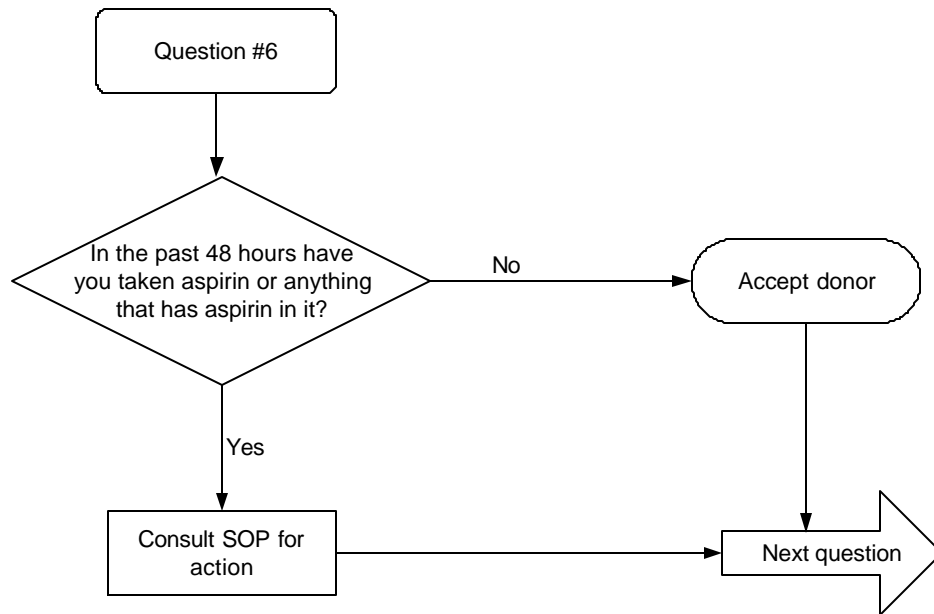 Question #6
In the past 48 hours have
you taken aspirin or anything
that has aspirin in it?
No
Accept donor
Yes
Consult SOP for
action
Next question